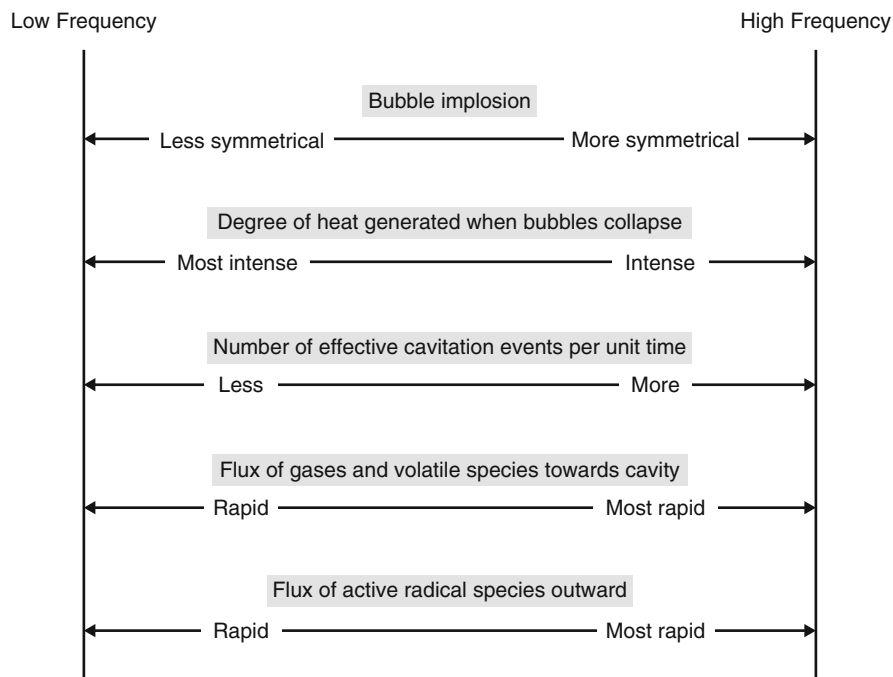 Low Frequency High Frequency
Bubble implosion
Less symmetrical More symmetrical
Degree of heat generated when bubbles collapse
Most intense Intense
Number of effective cavitation events per unit time
Less More
Flux of gases and volatile species towards cavity
Rapid Most rapid
Flux of active radical species outward
Rapid Most rapid